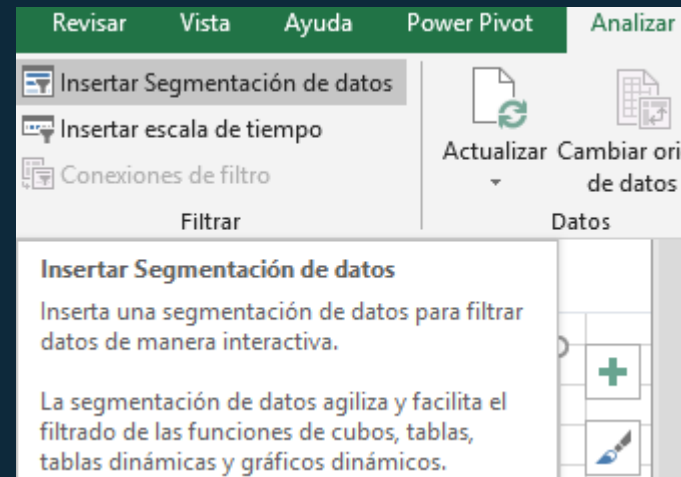 Revisar Vista Ayuda Power Pivot Analizar
Insertar Segmentación de datos
Insertar escala de tiempo
Conexiones de filtro
Filtrar
Actualizar
Cambiar ori
de datos
Datos
Insertar Segmentación de datos
Inserta una segmentación de datos para filtrar
datos de manera interactiva.
La segmentación de datos agiliza y facilita el
filtrado de las funciones de cubos, tablas,
tablas dinámicas y gráficos dinámicos.